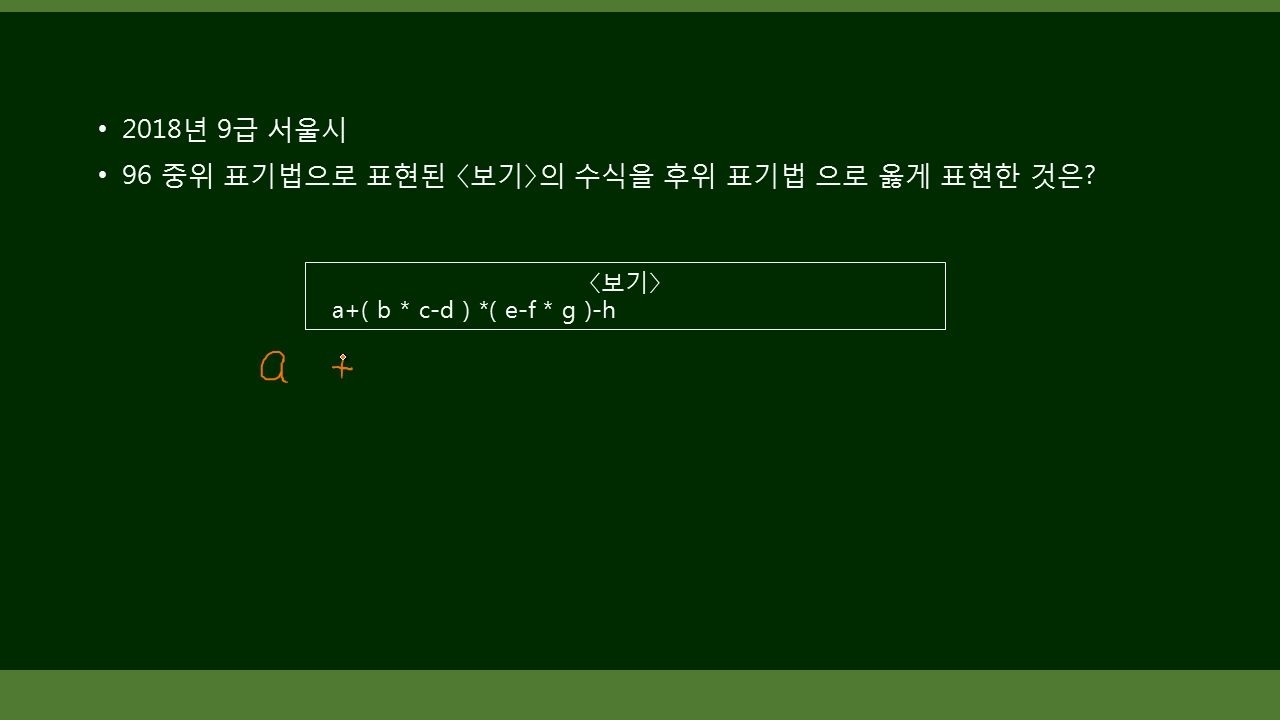 • 2018년 9급 서울시
• 96 중위 표기법으로 표현된 〈보기〉의 수식을 후위 표기법 으로 옳게 표현한 것은?
〈보기〉
a+( b * c-d ) *( e-f * g )-h
a +